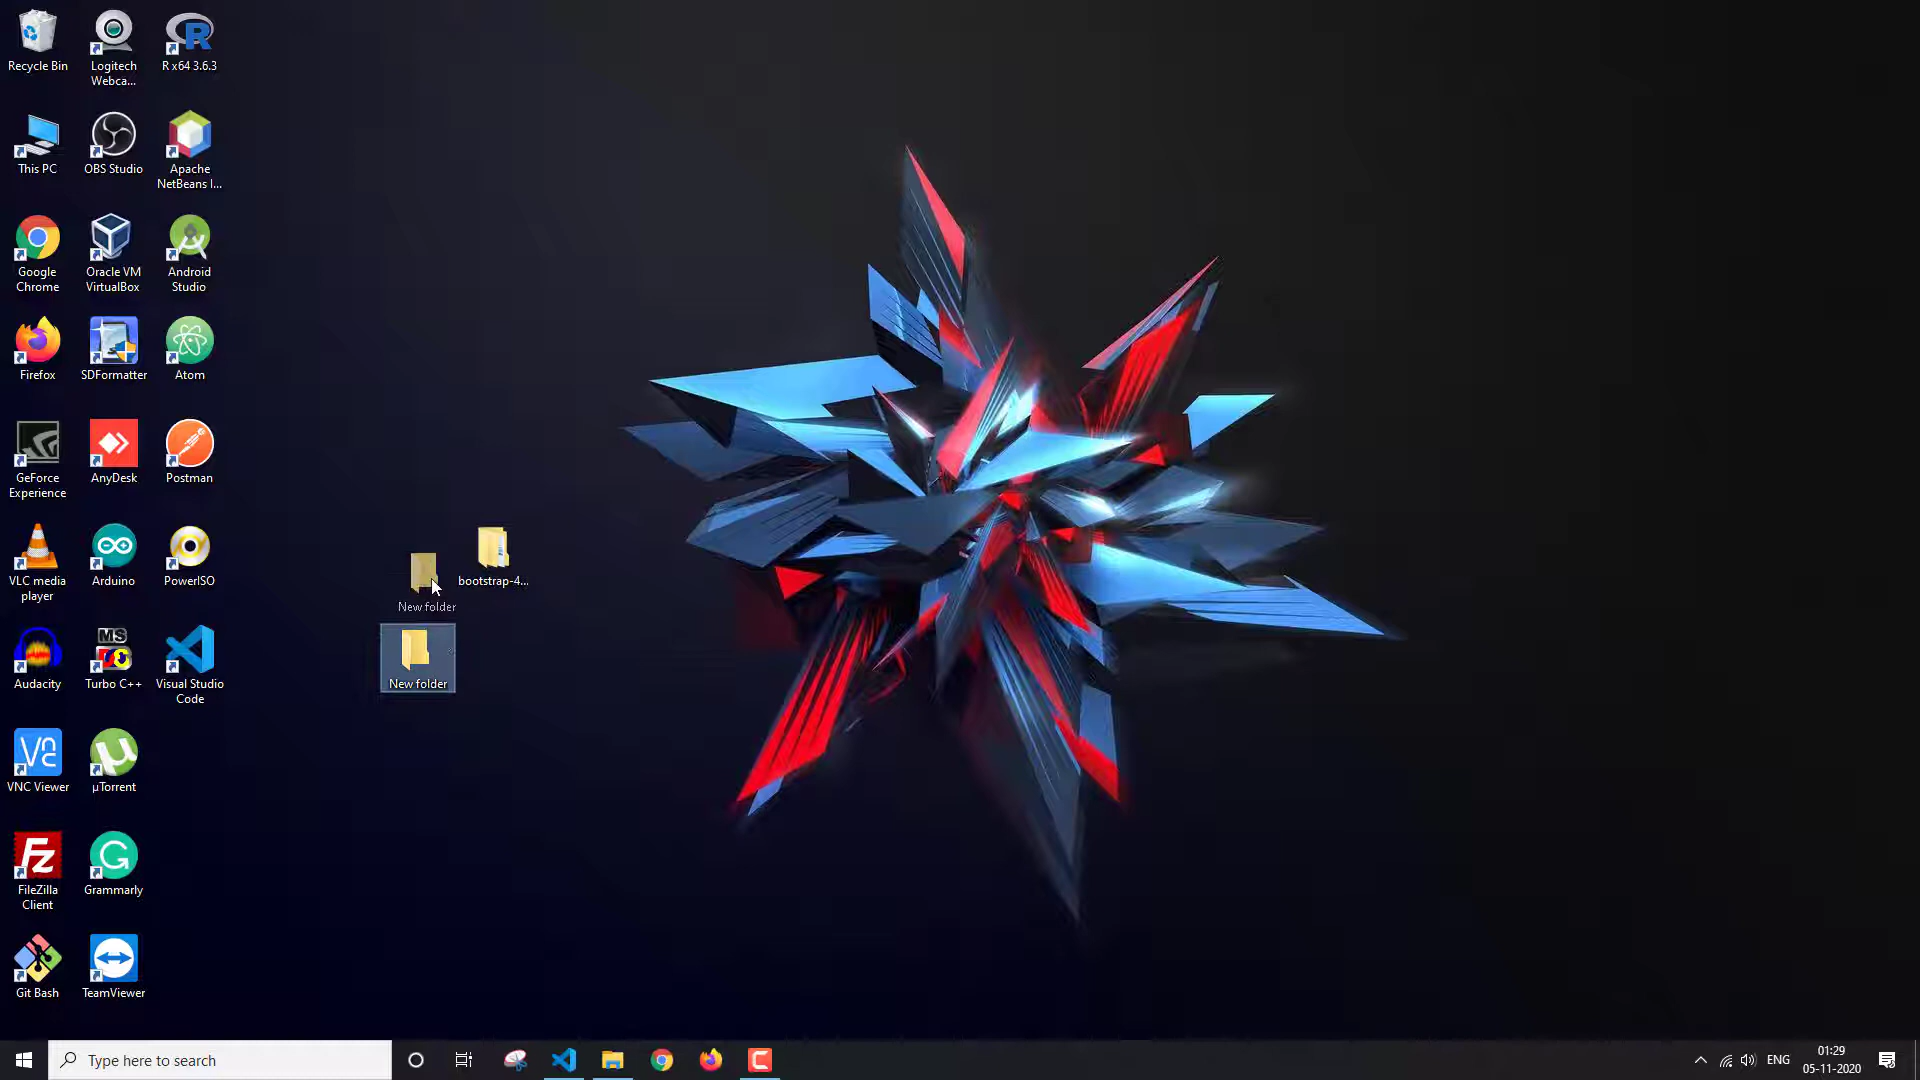 Recycle Bin
Logitech
Webca...
R x64 3.6.3
This PC
OBS Studio
Apache
NetBeans I...
Google
Chrome
Oracle VM
VirtualBox
Android
Studio
Firefox
SDFormatter
Atom
GeForce
Experience
AnyDesk
Postman
VLC media
player
Arduino
PowerISO
New folder
bootstrap-4...
Audacity
MS
Turbo C++
Visual Studio
Code
New folder
VNC Viewer
µTorrent
FileZilla
Client
Grammarly
Git Bash
TeamViewer
Type here to search
ENG
01:29
05-11-2020